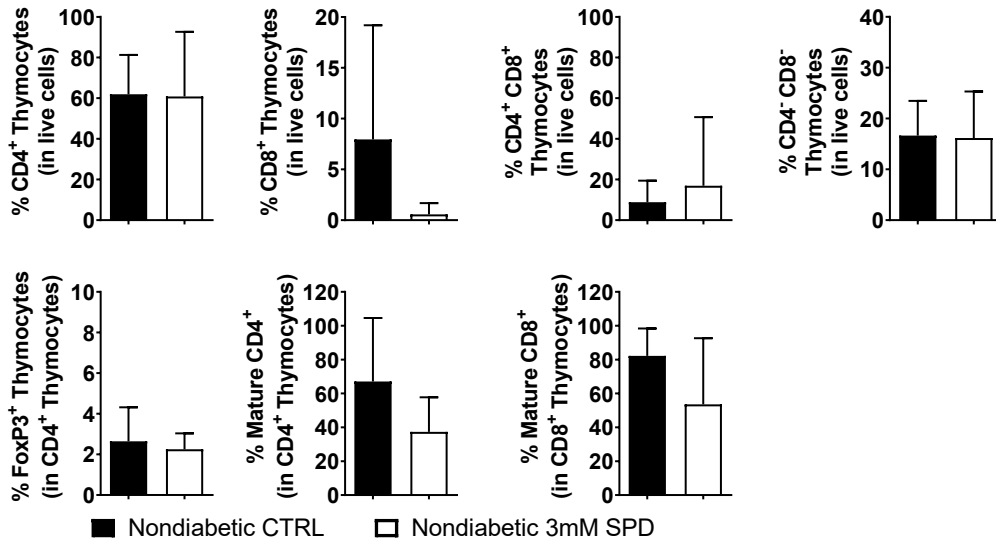 % CD4+ Thymocytes
(in live cells)
100
80
60
40
20
0
% CD8+ Thymocytes
(in live cells)
20
15
10
5
0
% CD4+ CD8+
Thymocytes
(in live cells)
100
80
60
40
20
0
% CD4- CD8-
Thymocytes
(in live cells)
40
30
20
10
0
% FoxP3+ Thymocytes
(in CD4+ Thymocytes)
10
8
6
4
2
0
% Mature CD4+
(in CD4+ Thymocytes)
120
100
80
60
40
20
0
% Mature CD8+
(in CD8+ Thymocytes)
120
100
80
60
40
20
0
Nondiabetic CTRL
Nondiabetic 3mM SPD